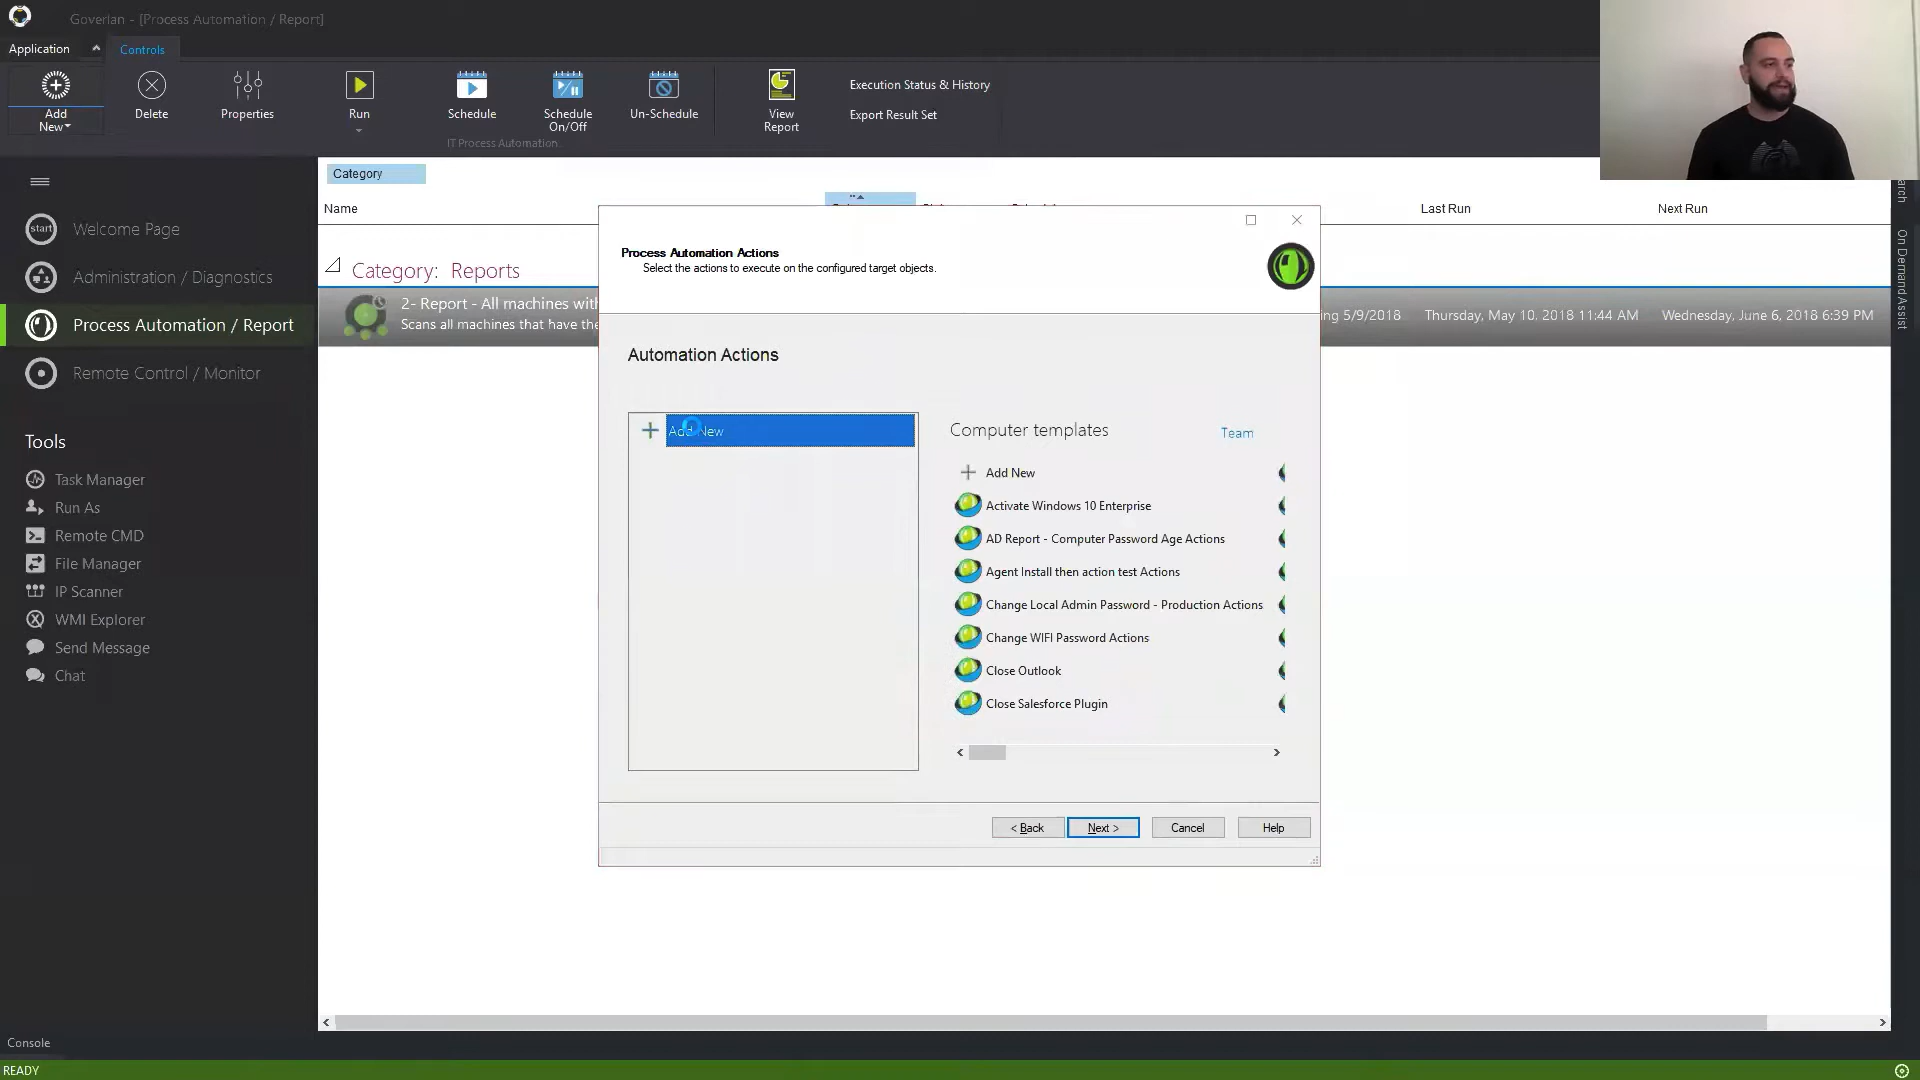 Goverlan - [Process Automation / Report]
Application
Controls
Add
New
Delete
Properties
Run
Schedule
Schedule
On/Off
Un-Schedule
View
Report
Execution Status & History
Export Result Set
IT Process Automation
Category
Name
Last Run
Next Run
Category: Reports
2- Report - All machines with
Scans all machines that have the
ing 5/9/2018
Thursday, May 10, 2018 11:44 AM
Wednesday, June 6, 2018 6:39 PM
start
Welcome Page
Administration / Diagnostics
Process Automation / Report
Remote Control / Monitor
Tools
Task Manager
Run As
Remote CMD
File Manager
IP Scanner
WMI Explorer
Send Message
Chat
Process Automation Actions
Select the actions to execute on the configured target objects.
Automation Actions
Add New
Computer templates
Team
Add New
Activate Windows 10 Enterprise
AD Report - Computer Password Age Actions
Agent Install then action test Actions
Change Local Admin Password - Production Actions
Change WIFI Password Actions
Close Outlook
Close Salesforce Plugin
< Back
Next >
Cancel
Help
arch
On Demand Assist
Console
READY